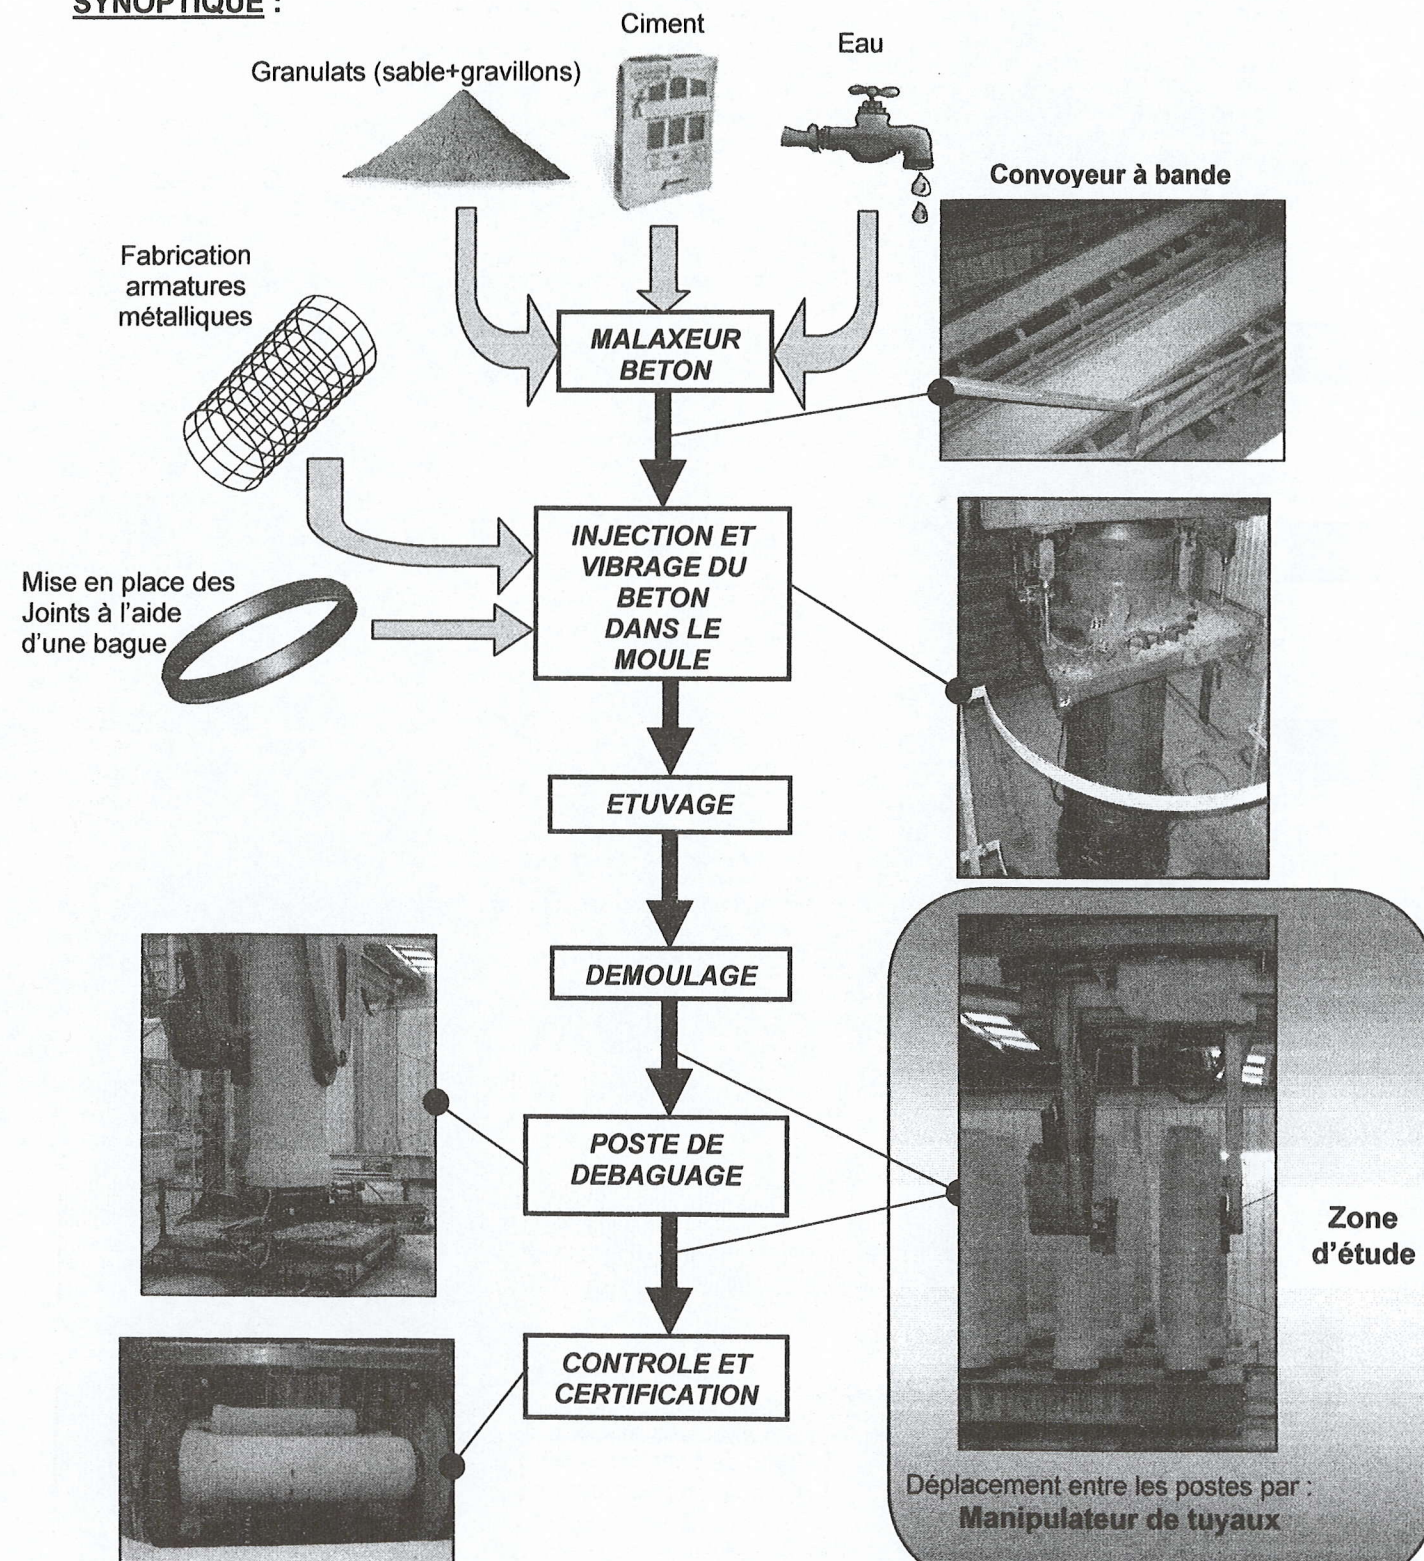 SYNOPTIQUE :
Ciment
Eau
Granulats (sable+gravillons)
Convoyeur à bande
Fabrication
armatures
métalliques
MALAXEUR
BETON
INJECTION ET
VIBRAGE DU
BETON
DANS LE
MOULE
Mise en place des
Joints à l'aide
d'une bague
ETUVAGE
DEMOULAGE
POSTE DE
DEBAGUAGE
Zone
d'étude
CONTROLE ET
CERTIFICATION
Déplacement entre les postes par :
Manipulateur de tuyaux